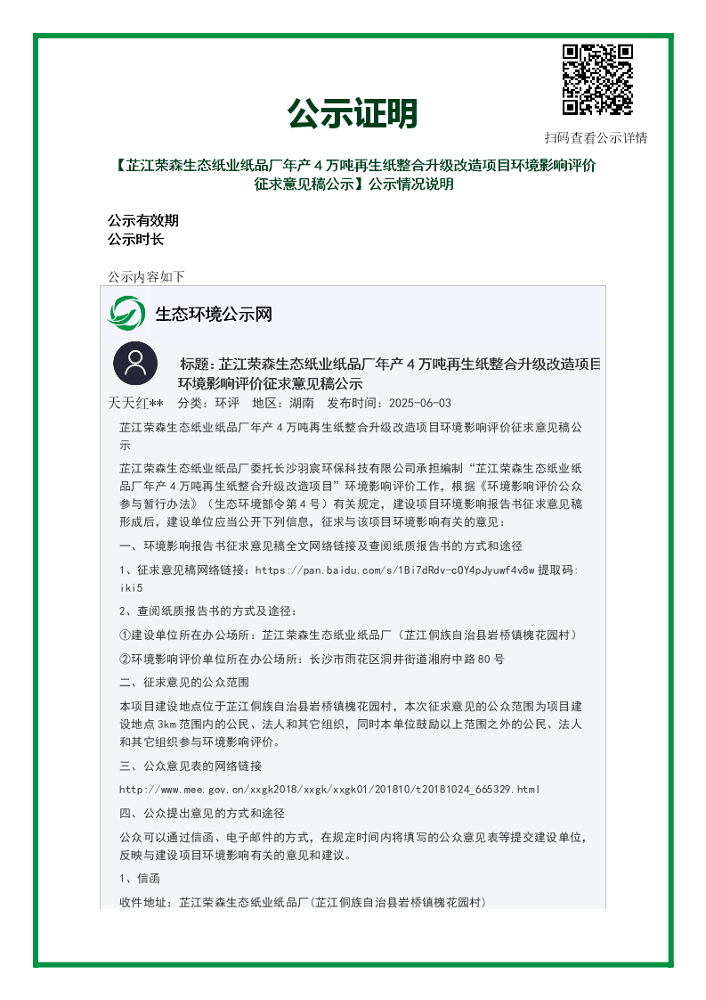 公示证明
扫码查看公示详情
【芷江荣森生态纸业纸品厂年产 4 万吨再生纸整合升级改造项目环境影响评价
征求意见稿公示】公示情况说明
公示有效期
公示时长
公示内容如下
生态环境公示网
标题：芷江荣森生态纸业纸品厂年产 4 万吨再生纸整合升级改造项目
环境影响评价征求意见稿公示
天天红** 分类：环评 地区：湖南 发布时间：2025-06-03
芷江荣森生态纸业纸品厂年产 4 万吨再生纸整合升级改造项目环境影响评价征求意见稿公
示
芷江荣森生态纸业纸品厂委托长沙羽宸环保科技有限公司承担编制“芷江荣森生态纸业纸
品厂年产 4 万吨再生纸整合升级改造项目”环境影响评价工作，根据《环境影响评价公众
参与暂行办法》（生态环境部令第 4 号）有关规定，建设项目环境影响报告书征求意见稿
形成后，建设单位应当公开下列信息，征求与该项目环境影响有关的意见：
一、环境影响报告书征求意见稿全文网络链接及查阅纸质报告书的方式和途径
1、征求意见稿网络链接：https://pan.baidu.com/s/1Bi7dRdv-cOY4pJyuwf4v8w 提取码:
iki5
2、查阅纸质报告书的方式及途径：
①建设单位所在办公场所：芷江荣森生态纸业纸品厂（芷江侗族自治县岩桥镇槐花园村）
②环境影响评价单位所在办公场所：长沙市雨花区洞井街道湘府中路 80 号
二、征求意见的公众范围
本项目建设地点位于芷江侗族自治县岩桥镇槐花园村，本次征求意见的公众范围为项目建
设地点 3km 范围内的公民、法人和其它组织，同时本单位鼓励以上范围之外的公民、法人
和其它组织参与环境影响评价。
三、公众意见表的网络链接
http://www.mee.gov.cn/xxgk2018/xxgk/xxgk01/201810/t20181024_665329.html
四、公众提出意见的方式和途径
公众可以通过信函、电子邮件的方式，在规定时间内将填写的公众意见表等提交建设单位，
反映与建设项目环境影响有关的意见和建议。
1、信函
收件地址：芷江荣森生态纸业纸品厂(芷江侗族自治县岩桥镇槐花园村)